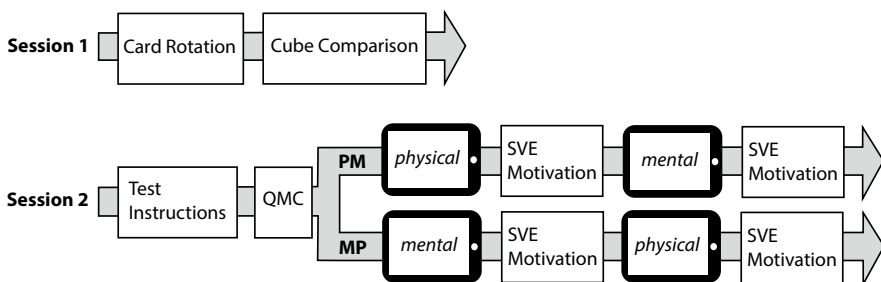 Session 1
Card Rotation
Cube Comparison
Session 2
Test
Instructions
QMC
PM
physical
SVE
Motivation
mental
SVE
Motivation
MP
mental
SVE
Motivation
physical
SVE
Motivation